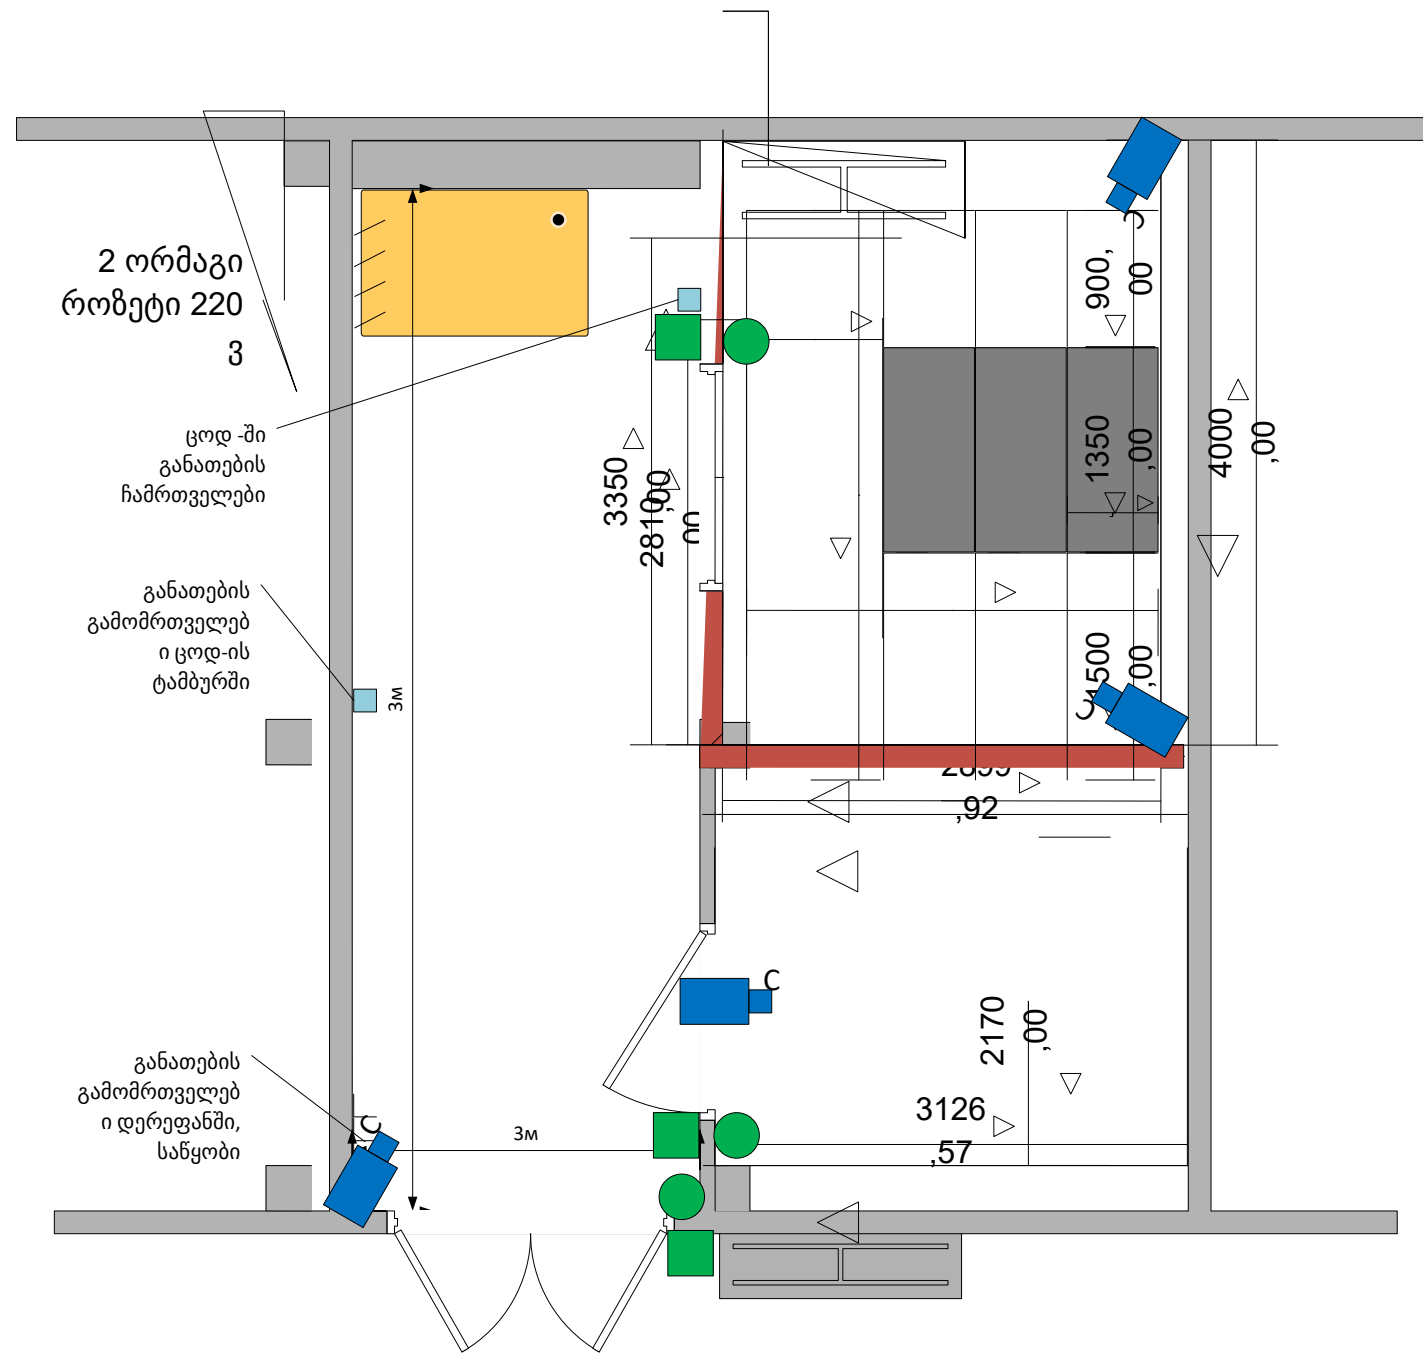 2 ორმაგი
როზეტი 220
ვ
ცოდ -ში
განათების
ჩამრთველები
განათების
გამომრთველებ
ი ცოდ-ის
ტამბურში
განათების
გამომრთველებ
ი დერეფანში,
საწყობი
3м
3м
C
C
C
C
3350
,00
2810
00
900,
00
1350
,00
1500
,00
4000
,00
2899
,92
2170
,00
3126
,57